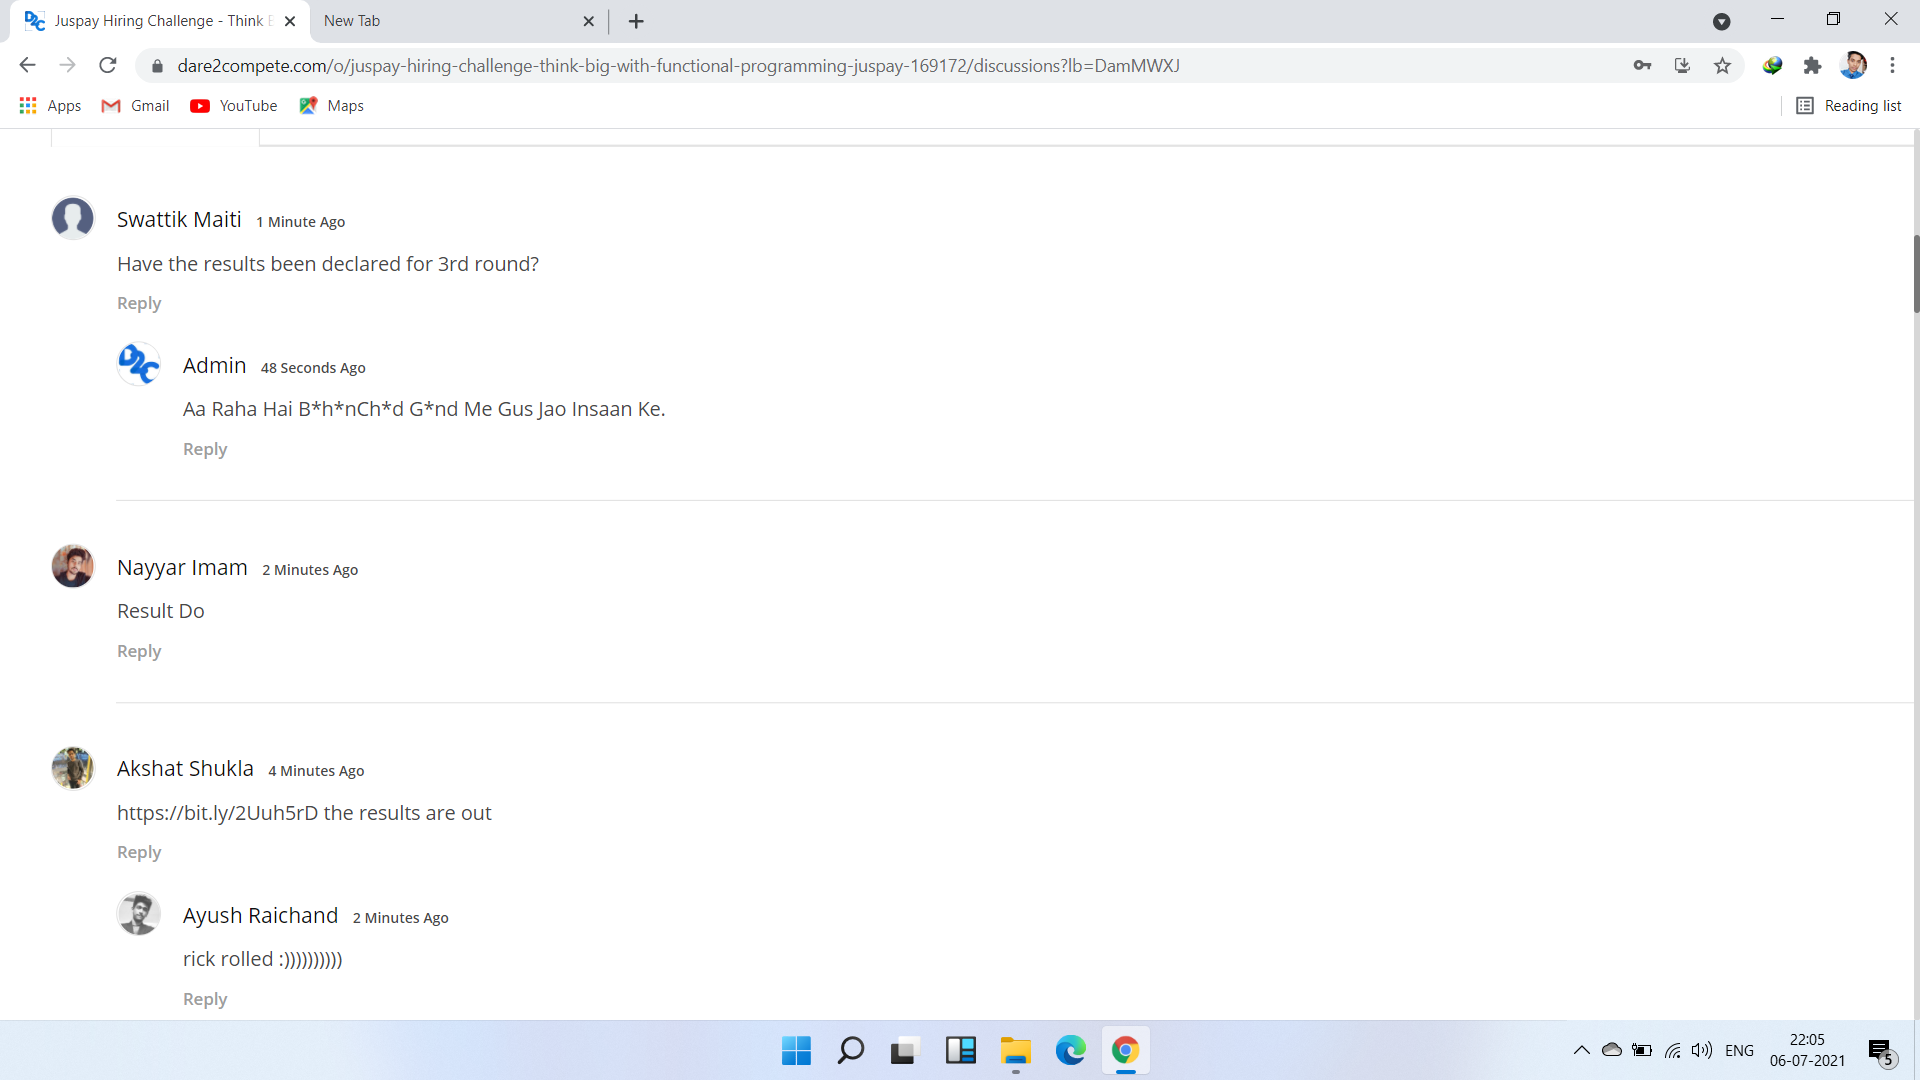 Juspay Hiring Challenge - Think B
New Tab
dare2compete.com/o/juspay-hiring-challenge-think-big-with-functional-programming-juspay-169172/discussions?lb=DamMWXJ
Apps Gmail YouTube Maps Reading list
Swattik Maiti 1 Minute Ago
Have the results been declared for 3rd round?
Reply
D2C
Admin 48 Seconds Ago
Aa Raha Hai B*h*nCh*d G*nd Me Gus Jao Insaan Ke.
Reply
Nayyar Imam 2 Minutes Ago
Result Do
Reply
Akshat Shukla 4 Minutes Ago
https://bit.ly/2Uuh5rD the results are out
Reply
Ayush Raichand 2 Minutes Ago
rick rolled :))))))))))
Reply
ENG
22:05
06-07-2021
5